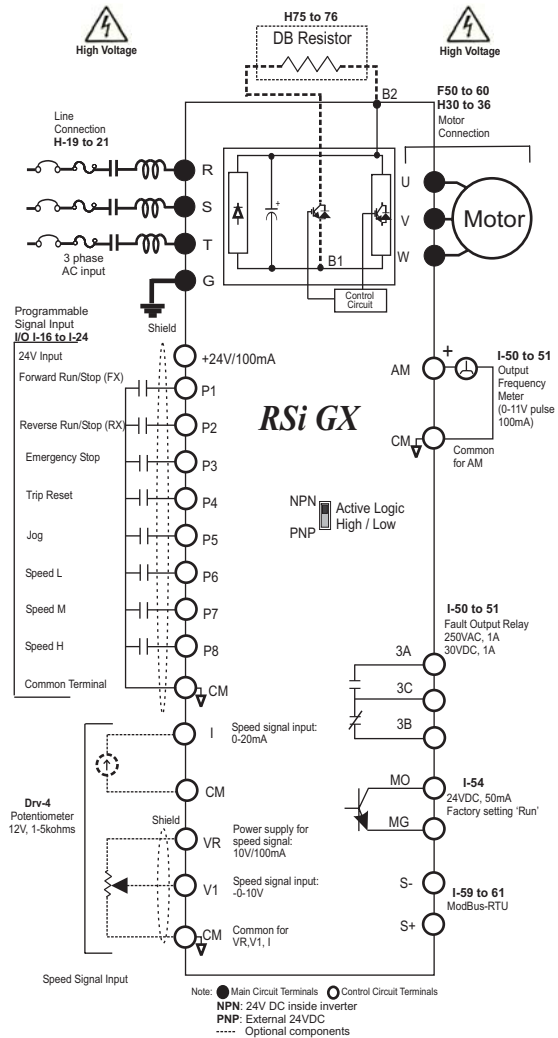 High Voltage
H75 to 76
DB Resistor
High Voltage
B2
F50 to 60
H30 to 36
Motor
Connection
Line
Connection
H-19 to 21
R
S
T
G
3 phase
AC input
+
B1
Control
Circuit
U
V
W
Motor
Programmable
Signal Input
I/O I-16 to I-24
Shield
24V Input
+24V/100mA
Forward Run/Stop (FX)
P1
Reverse Run/Stop (RX)
P2
Emergency Stop
P3
Trip Reset
P4
Jog
P5
Speed L
P6
Speed M
P7
Speed H
P8
Common Terminal
CM
RSi GX
NPN
PNP
Active Logic
High / Low
AM
+
I-50 to 51
Output
Frequency
Meter
(0-11V pulse
100mA)
CM
Common
for AM
I-50 to 51
Fault Output Relay
250VAC, 1A
30VDC, 1A
3A
3C
3B
MO
MG
I-54
24VDC, 50mA
Factory setting ‘Run’
S-
S+
I-59 to 61
ModBus-RTU
I
Speed signal input:
0-20mA
CM
Drv-4
Potentiometer
12V, 1-5kohms
Shield
VR
Power supply for
speed signal:
10V/100mA
V1
Speed signal input:
-0-10V
CM
Common for
VR,V1, I
Speed Signal Input
Note: Main Circuit Terminals Control Circuit Terminals
NPN: 24V DC inside inverter
PNP: External 24VDC
Optional components